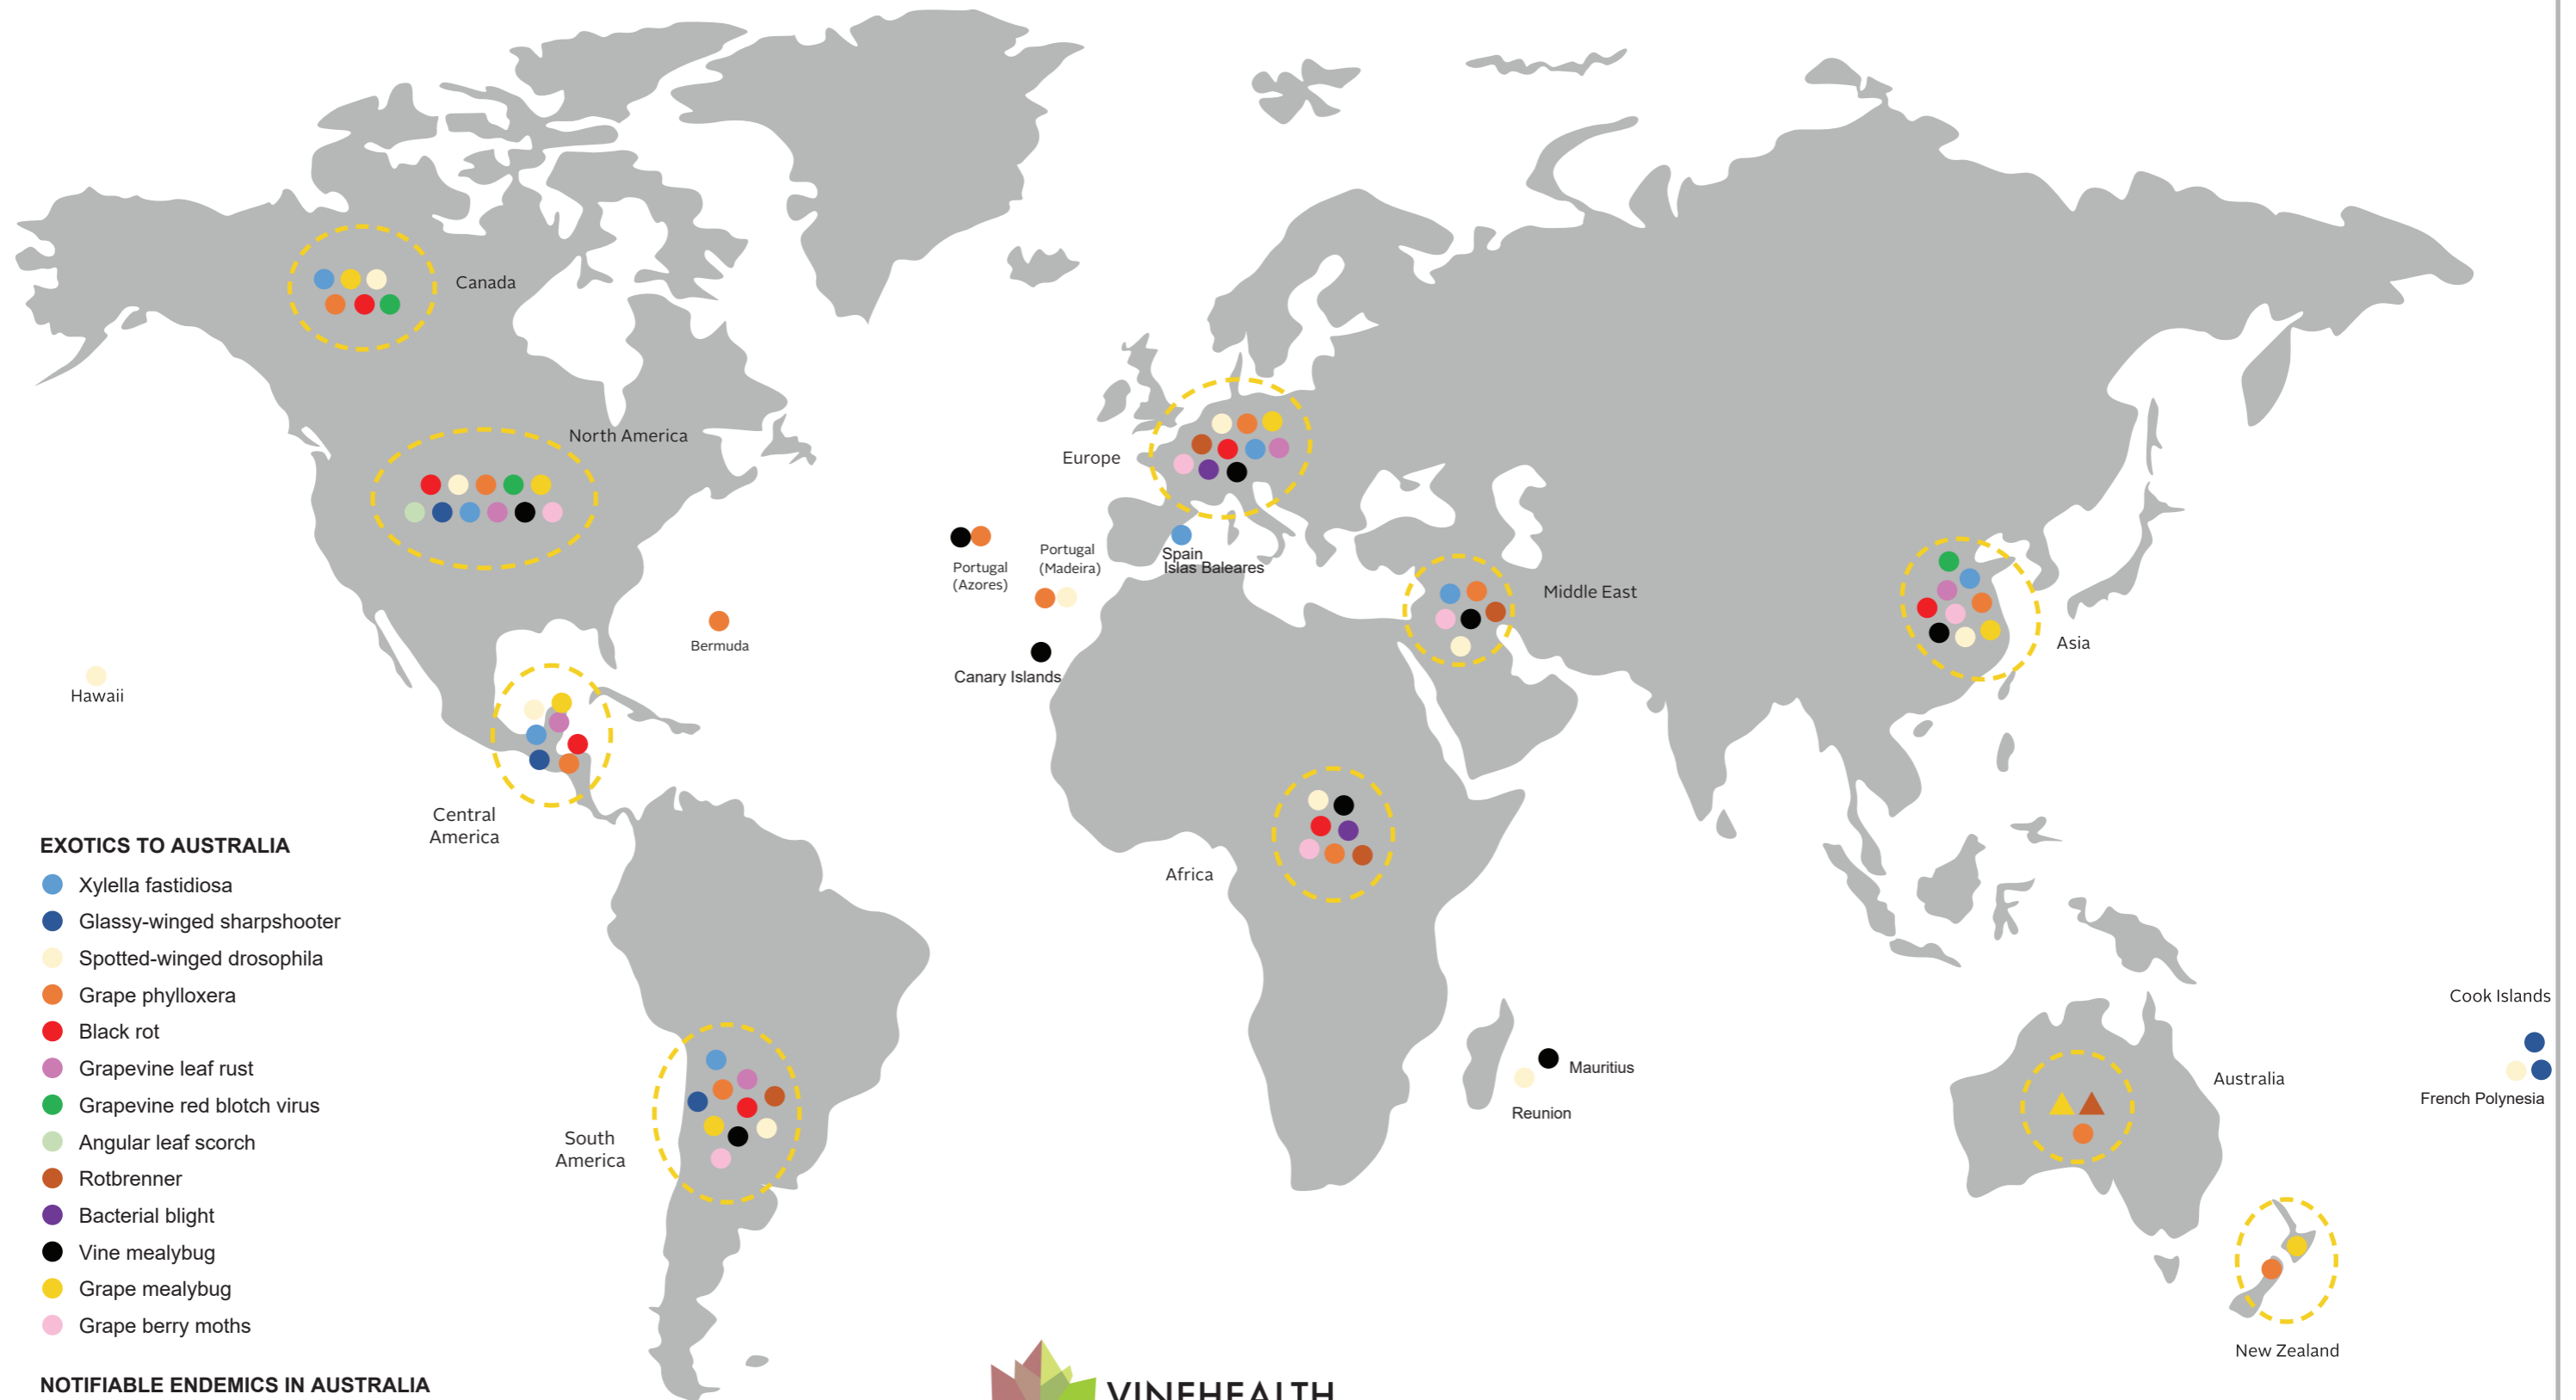 Canada
North America
Europe
Portugal
(Azores)
Portugal
(Madeira)
Spain
Islas Baleares
Middle East
Asia
Bermuda
Canary Islands
Hawaii
Central
America
Africa
South
America
Mauritius
Reunion
Cook Islands
Australia
French Polynesia
New Zealand
EXOTICS TO AUSTRALIA
Xylella fastidiosa
Glassy-winged sharpshooter
Spotted-winged drosophila
Grape phylloxera
Black rot
Grapevine leaf rust
Grapevine red blotch virus
Angular leaf scorch
Rotbrenner
Bacterial blight
Vine mealybug
Grape mealybug
Grape berry moths
NOTIFIABLE ENDEMICS IN AUSTRALIA
VINEHEALTH